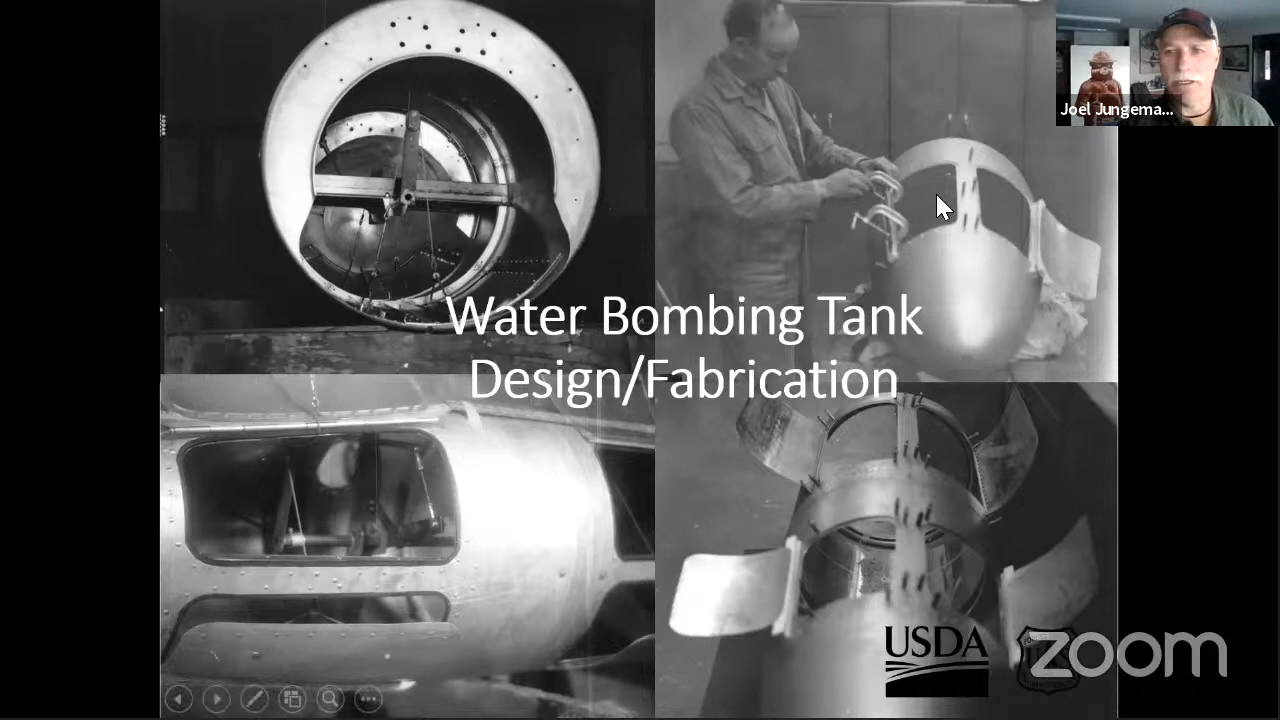 Joel Jungema...
Water Bombing Tank
Design/Fabrication
USDA
zoom